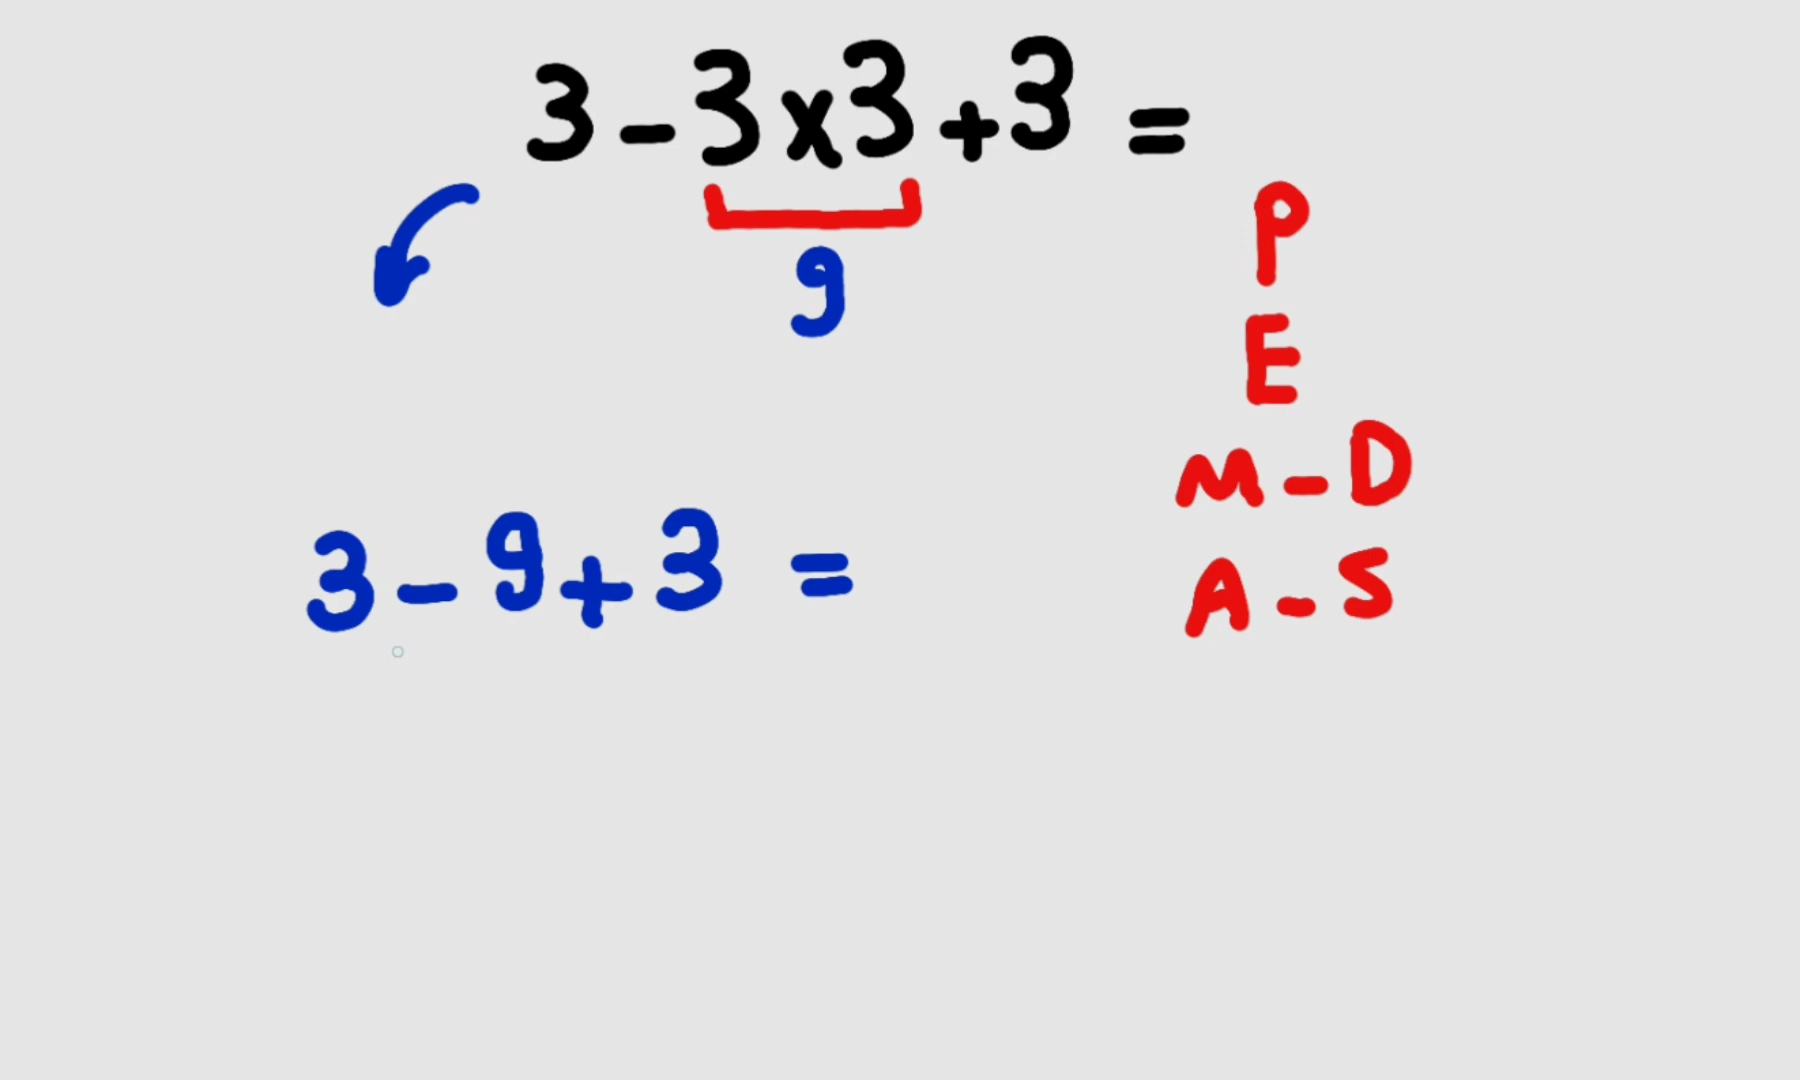 3-3x3+3 =
9
P
E
M-D
A-S
3-9+3 =